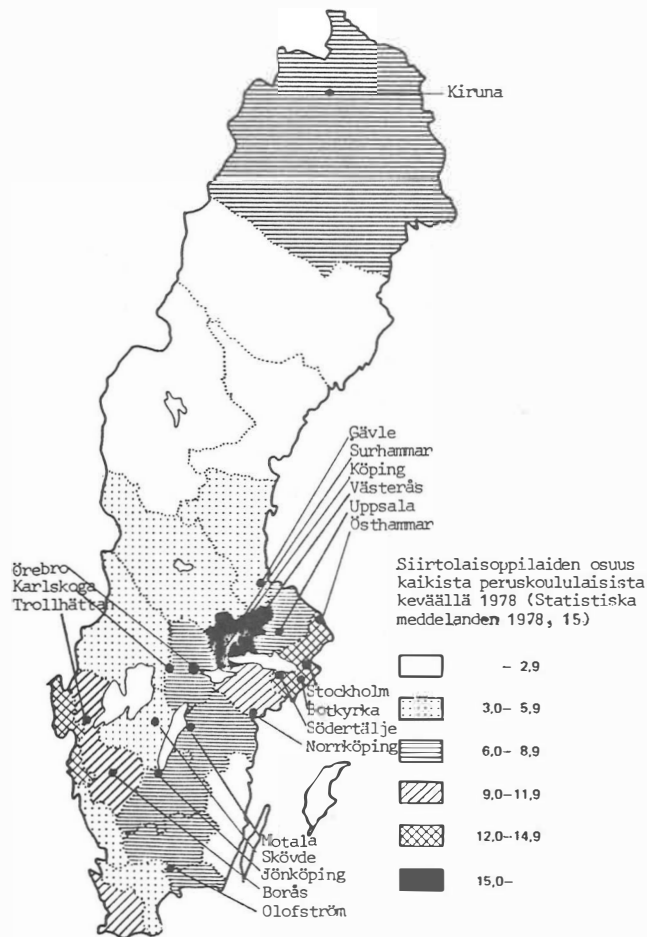 Kiruna
Gävle
Surhammar
Köping
Västerås
Uppsala
Östhammar
Örebro
Karlskoga
Trollhättan
Siirtolaisoppilaiden osuus
kaikista peruskoululaisista
keväällä 1978 (Statistiska
meddelanden 1978, 15)
- 2,9
3,0- 5,9
6,0- 8,9
9,0-11,9
12,0-14,9
15,0-
Stockholm
Botkyrka
Södertälje
Norrköping
Motala
Skövde
Jönköping
Borås
Olofström